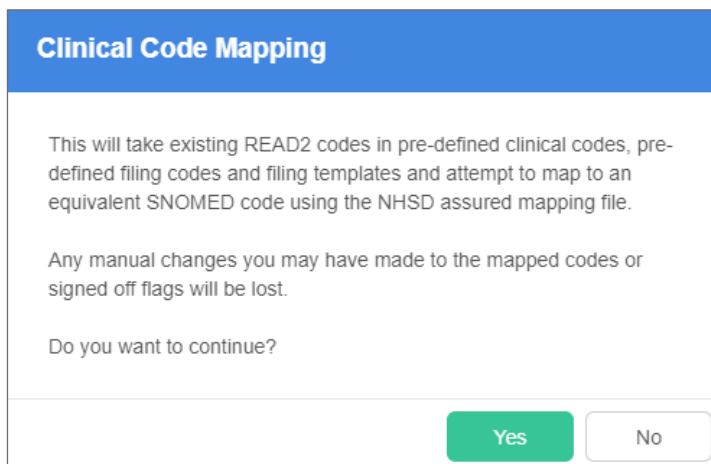 Clinical Code Mapping
This will take existing READ2 codes in pre-defined clinical codes, pre-
defined filing codes and filing templates and attempt to map to an
equivalent SNOMED code using the NHSD assured mapping file.
Any manual changes you may have made to the mapped codes or
signed off flags will be lost.
Do you want to continue?
Yes No